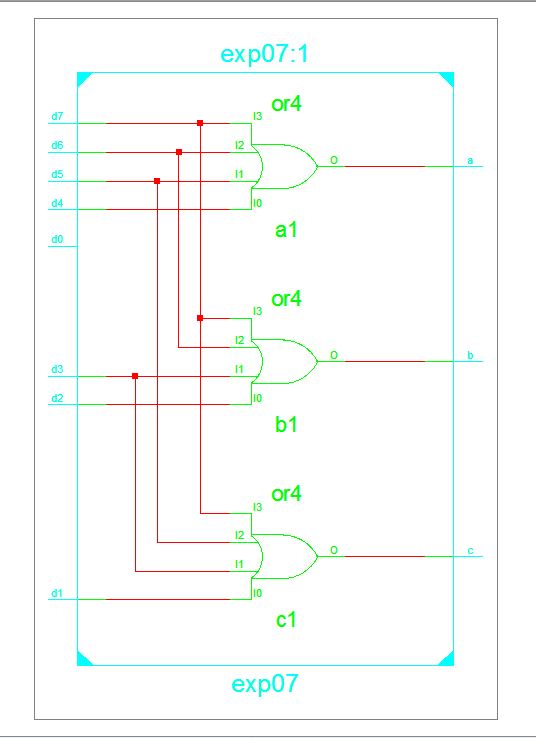 exp07:1
or4
d7 I3
d6 I2 O a
d5 I1
d4 I0
a1
d0
or4
I3
I2 O b
d3 I1
d2 I0
b1
or4
I3
I2 O c
I1
d1 I0
c1
exp07